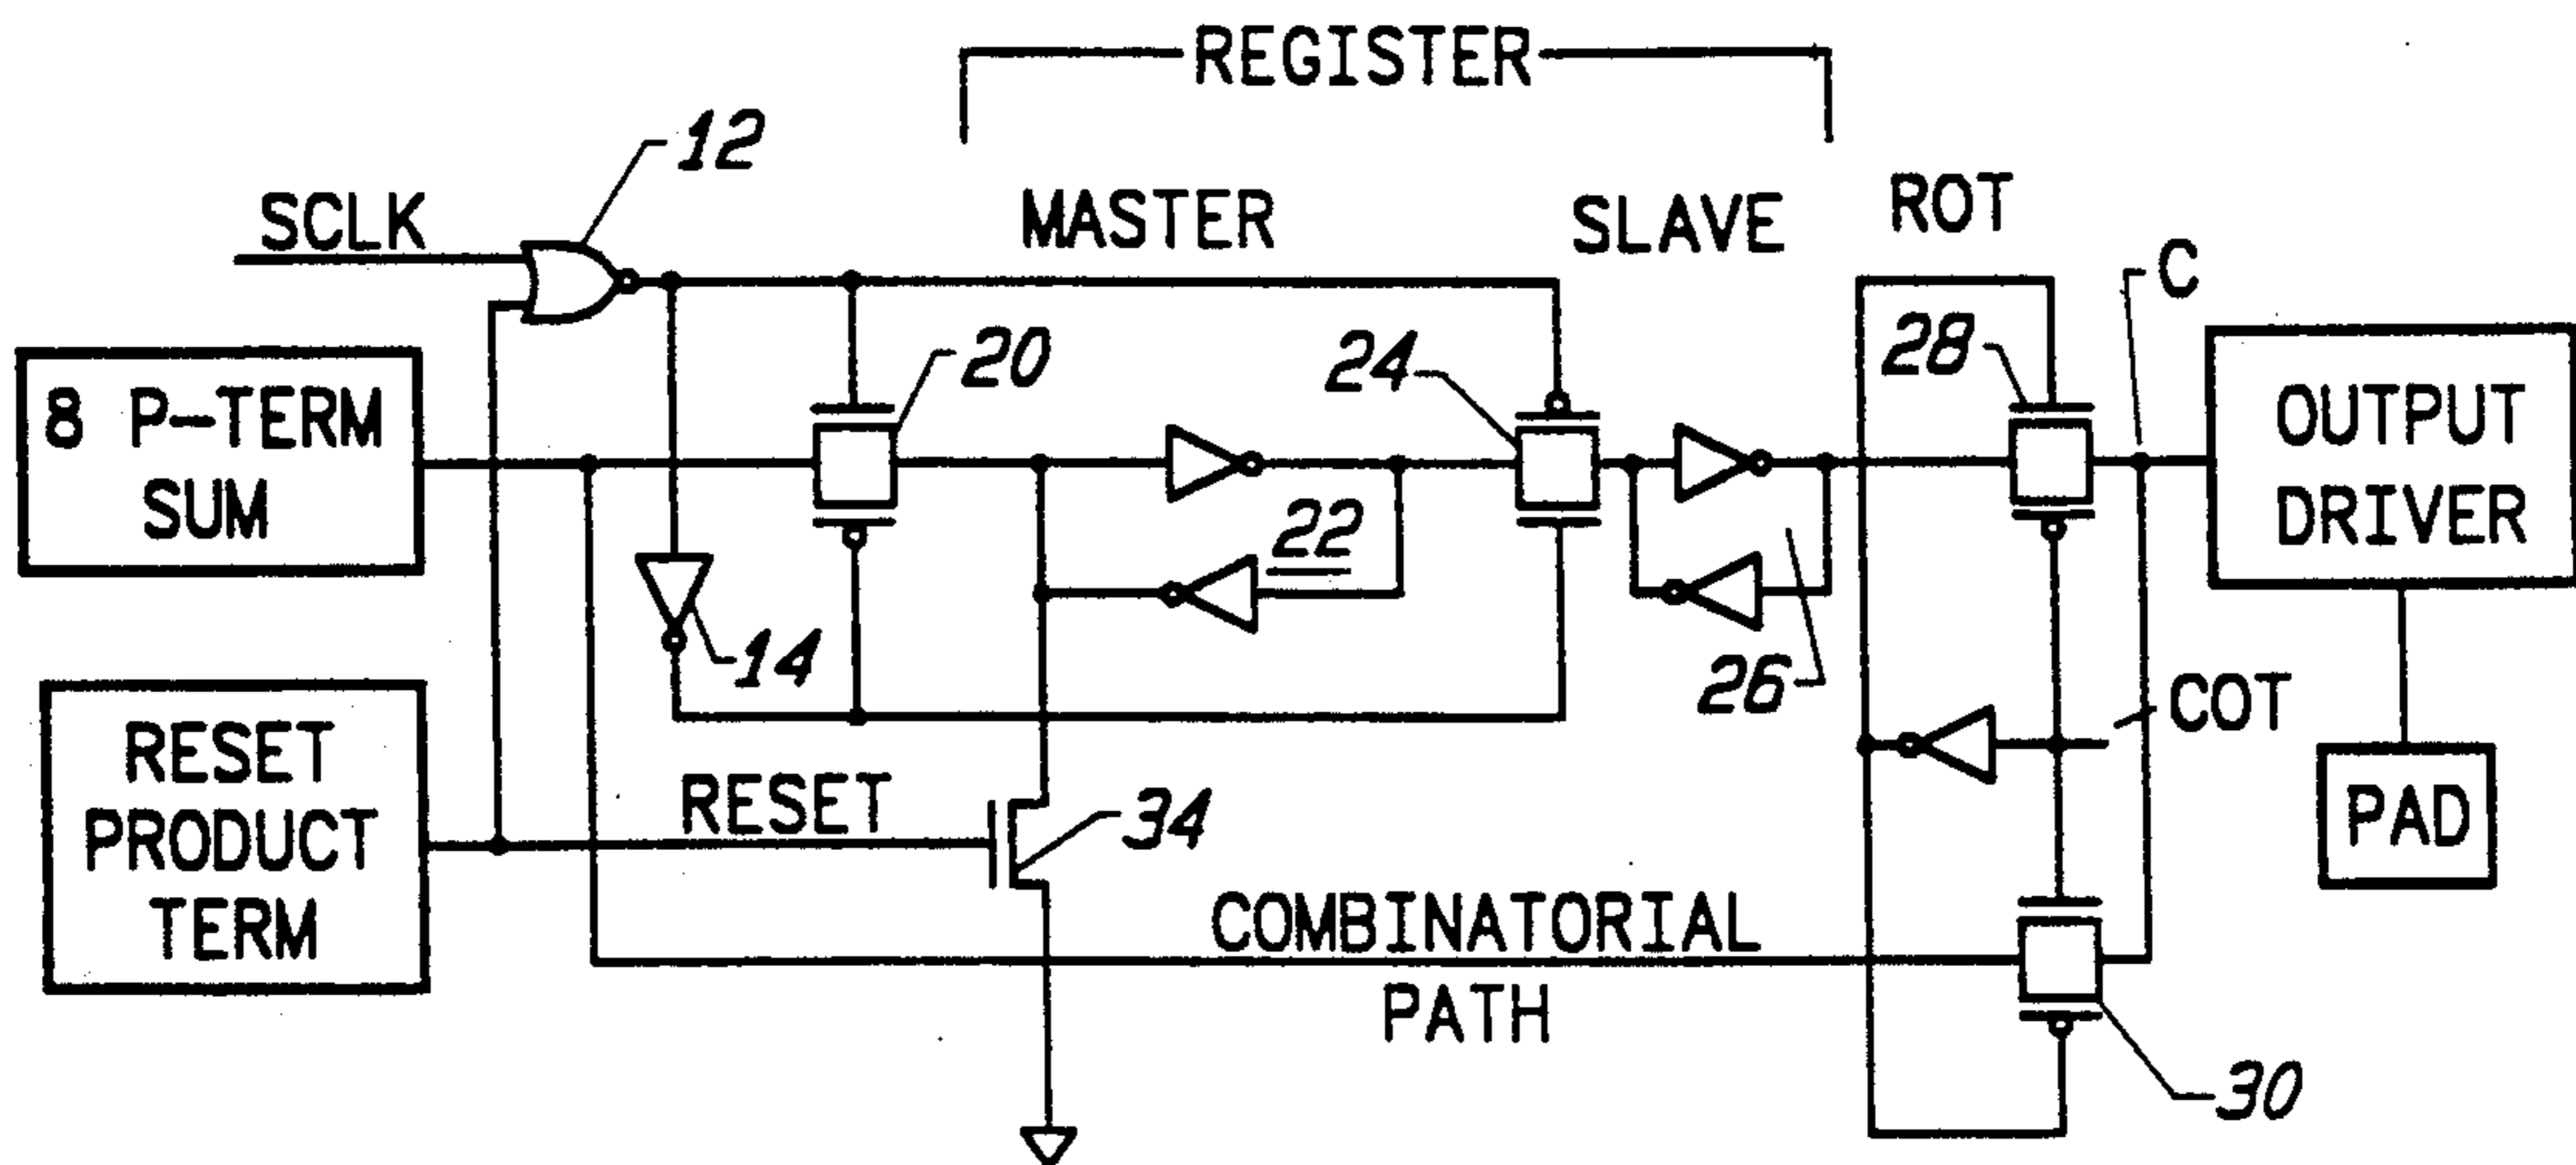 REGISTER
12
SCLK
MASTER
SLAVE
ROT
C
8 P-TERM
SUM
20
24
28
OUTPUT
DRIVER
22
14
26
COT
RESET
PRODUCT
TERM
RESET
34
PAD
COMBINATORIAL
PATH
30